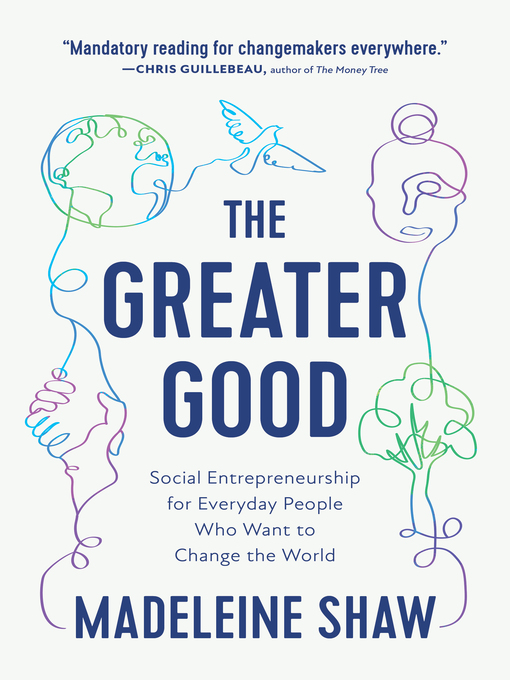 “Mandatory reading for changemakers everywhere.”
—CHRIS GUILLEBEAU, author of The Money Tree
THE
GREATER
GOOD
Social Entrepreneurship
for Everyday People
Who Want to
Change the World
MADELEINE SHAW